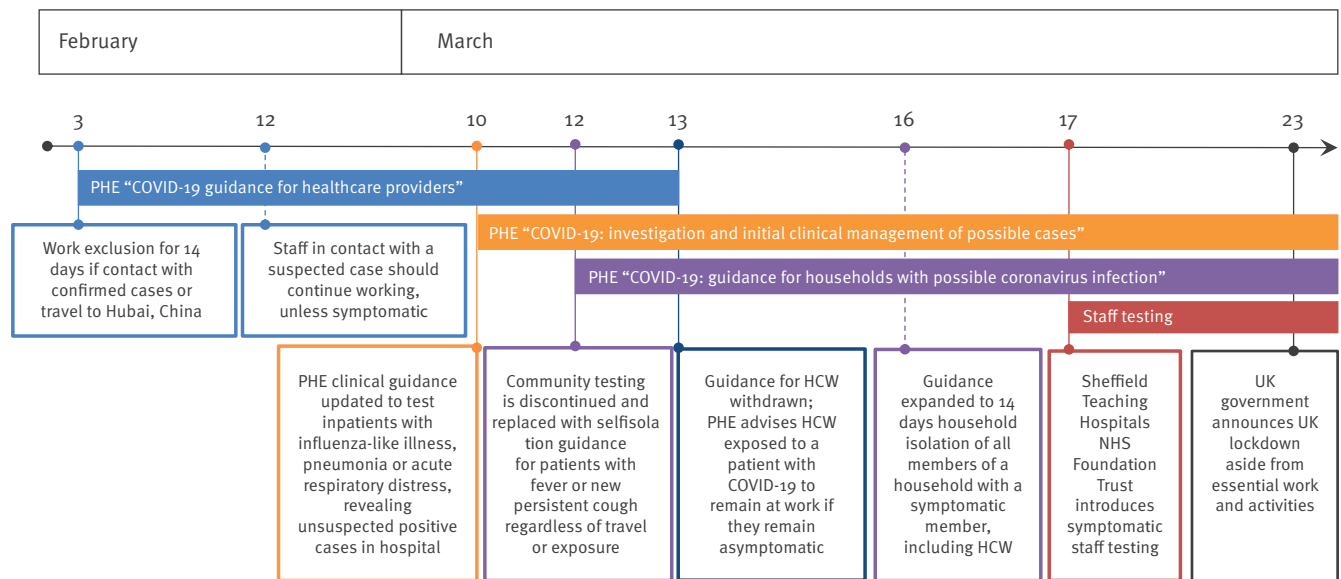 February
March
3
12
10
12
13
16
17
23
PHE “COVID-19 guidance for healthcare providers”
PHE “COVID-19: investigation and initial clinical management of possible cases”
PHE “COVID-19: guidance for households with possible coronavirus infection”
Staff testing
Work exclusion for 14
days if contact with
confirmed cases or
travel to Hubai, China
Staff in contact with a
suspected case should
continue working,
unless symptomatic
PHE clinical guidance
updated to test
inpatients with
influenza-like illness,
pneumonia or acute
respiratory distress,
revealing
unsuspected positive
cases in hospital
Community testing
is discontinued and
replaced with selfisola
tion guidance
for patients with
fever or new
persistent cough
regardless of travel
or exposure
Guidance for HCW
withdrawn;
PHE advises HCW
exposed to a
patient with
COVID-19 to
remain at work if
they remain
asymptomatic
Guidance
expanded to 14
days household
isolation of all
members of a
household with a
symptomatic
member,
including HCW
Sheffield
Teaching
Hospitals
NHS
Foundation
Trust
introduces
symptomatic
staff testing
UK
government
announces UK
lockdown
aside from
essential work
and activities